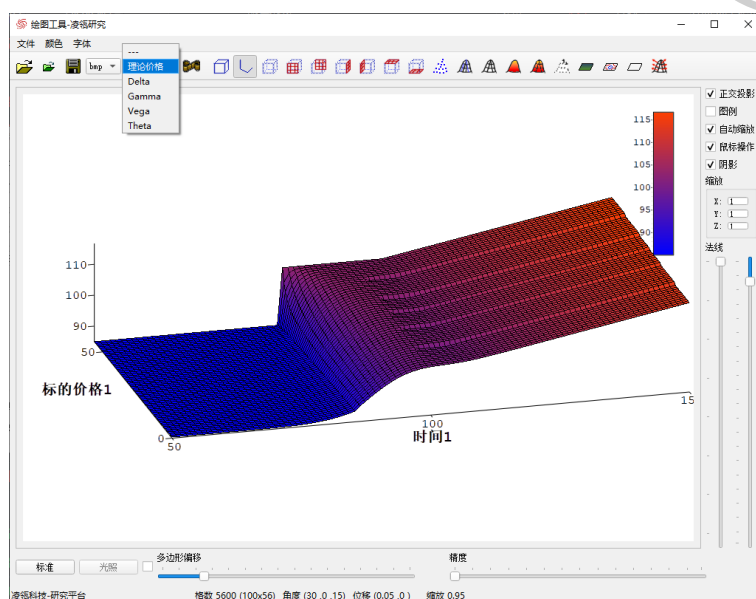 绘图工具-凌瓴研究
文件 颜色 字体
bmp
---
理论价格
Delta
Gamma
Vega
Theta
正交投影
图例
自动缩放
鼠标操作
阴影
缩放
X: 1
Y: 1
Z: 1
法线
115
110
105
100
95
90
110
100
90
50
标的价格1
0
50
100
时间1
15
标准 光照 多边形偏移 精度
凌瓴科技-研究平台 格数 5600 (100x56) 角度 (30 ,0 ,15) 位移 (0.05 ,0 ) 缩放 0.95